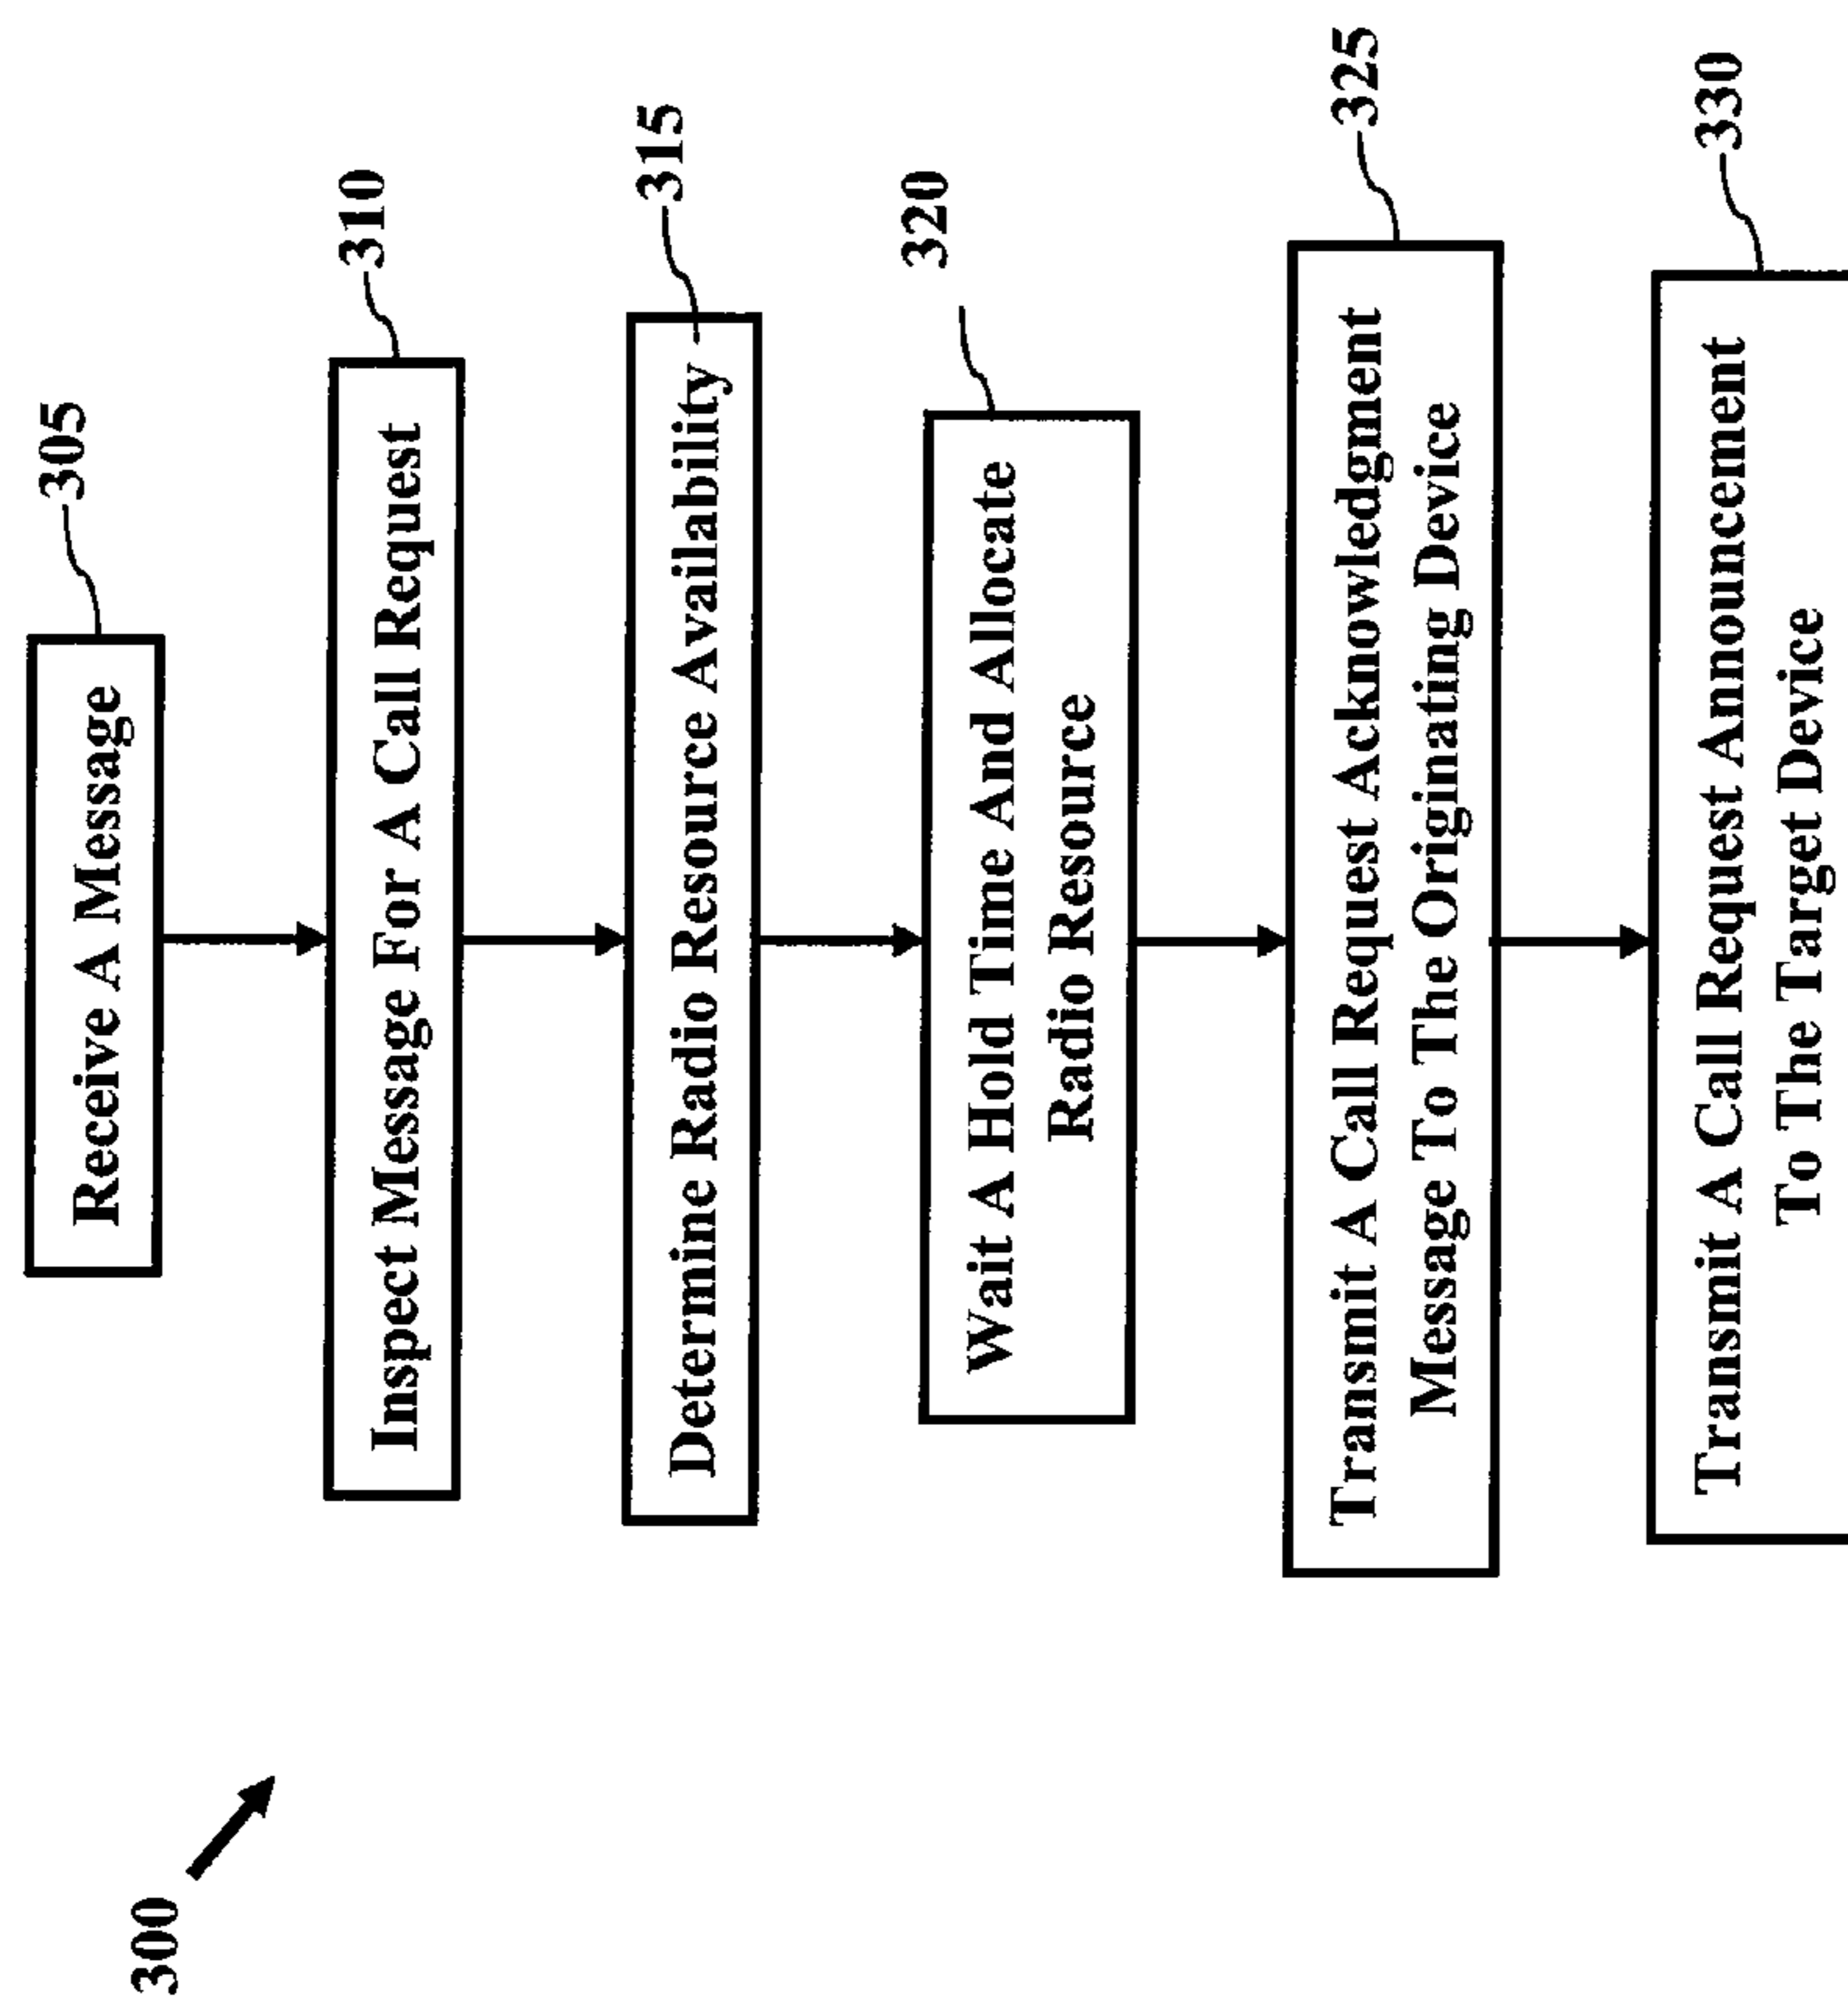 300
305
Receive A Message
310
Inspect Message For A Call Request
315
Determine Radio Resource Availability
320
Wait A Hold Time And Allocate
Radio Resource
325
Transmit A Call Request Acknowledgment
Message To The Originating Device
330
Transmit A Call Request Announcement
To The Target Device